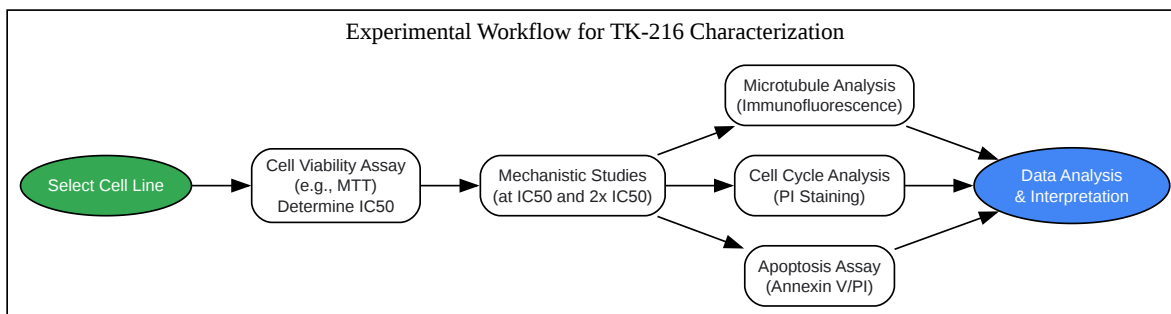 Experimental Workflow for TK-216 Characterization
Select Cell Line
Cell Viability Assay
(e.g., MTT)
Determine IC50
Mechanistic Studies
(at IC50 and 2x IC50)
Microtubule Analysis
(Immunofluorescence)
Cell Cycle Analysis
(PI Staining)
Apoptosis Assay
(Annexin V/PI)
Data Analysis
& Interpretation